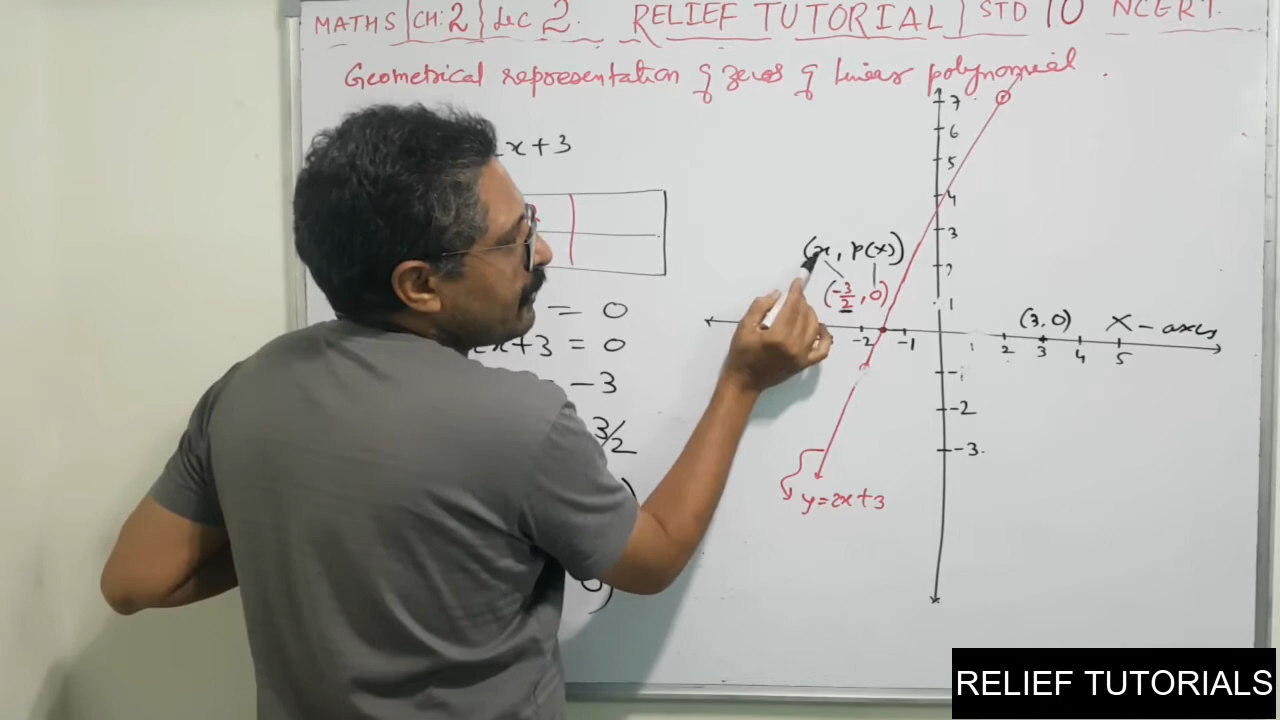 MATHS | CH: 2 | Lec 2. RELIEF TUTORIAL | STD 10 NCERT.
Geometrical representation of zeros of linear polynomial.
x+3
= 0
2x+3 = 0
= -3
3/2
(x, p(x))
(-3/2, 0)
7
6
5
4
3
2
1
-2 -1 2 3 4 5
(3, 0) X-axis
-1
-2
-3.
y=2x+3
RELIEF TUTORIALS